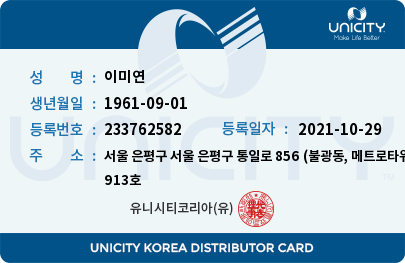 UNICITY
Make Life Better
성 명 : 이미연
생년월일 : 1961-09-01
등록번호 : 233762582 등록일자 : 2021-10-29
주 소 : 서울 은평구 서울 은평구 통일로 856 (불광동, 메트로타워
913호
UNICITY
TM
유니시티코리아(유)
UNICITY KOREA DISTRIBUTOR CARD